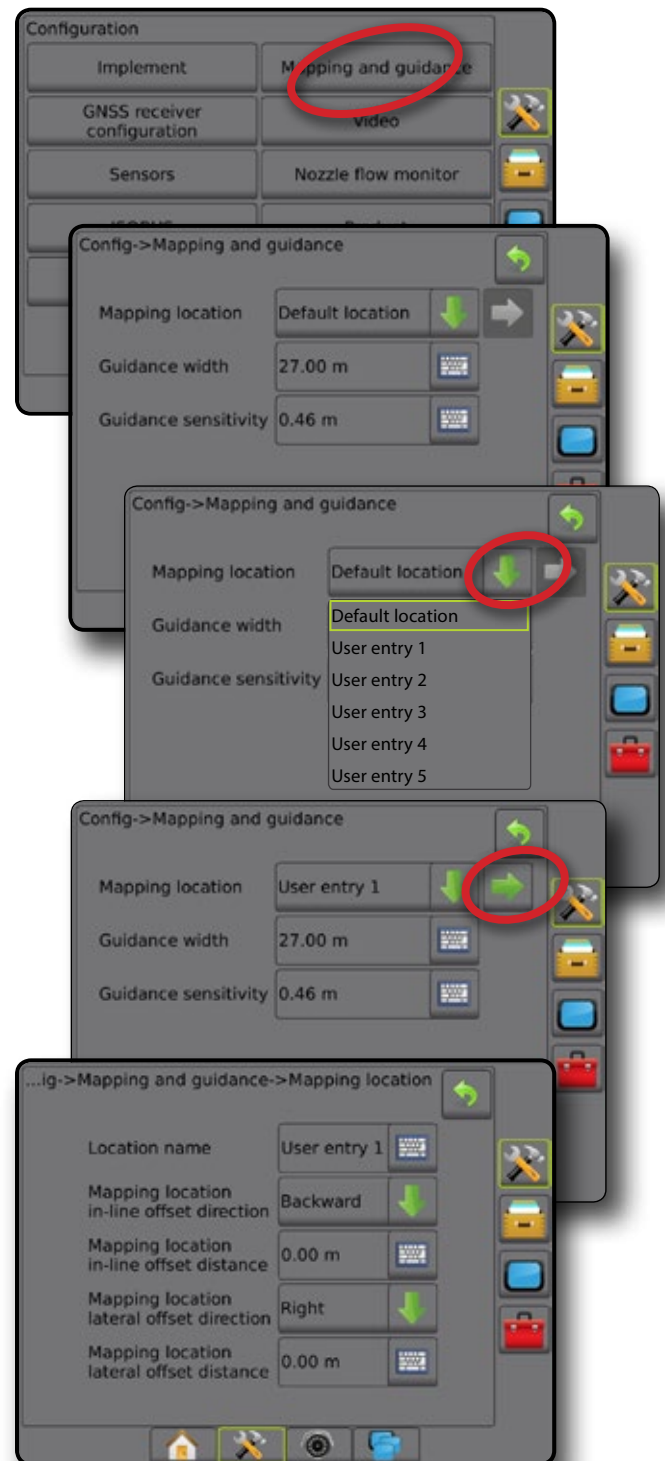 Configuration
Implement
Mapping and guidance
GNSS receiver
configuration
Video
Sensors
Nozzle flow monitor
Config->Mapping and guidance
Mapping location
Default location
Guidance width
27.00 m
Guidance sensitivity
0.46 m
Config->Mapping and guidance
Mapping location
Default location
Guidance width
Default location
User entry 1
Guidance sensitivity
User entry 2
User entry 3
User entry 4
User entry 5
Config->Mapping and guidance
Mapping location
User entry 1
Guidance width
27.00 m
Guidance sensitivity
0.46 m
...ig->Mapping and guidance->Mapping location
Location name
User entry 1
Mapping location
in-line offset direction
Backward
Mapping location
in-line offset distance
0.00 m
Mapping location
lateral offset direction
Right
Mapping location
lateral offset distance
0.00 m